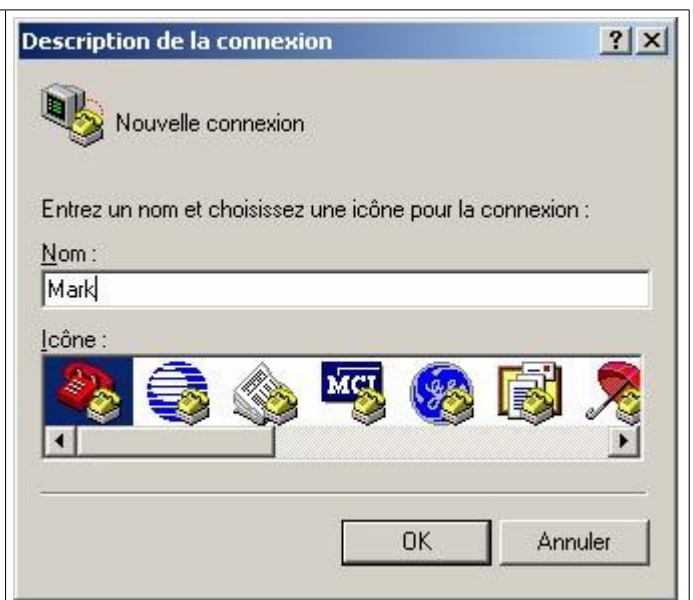 Description de la connexion
Nouvelle connexion
Entrez un nom et choisissez une icône pour la connexion :
Nom :
Mark
Icône :
MCI
OK Annuler